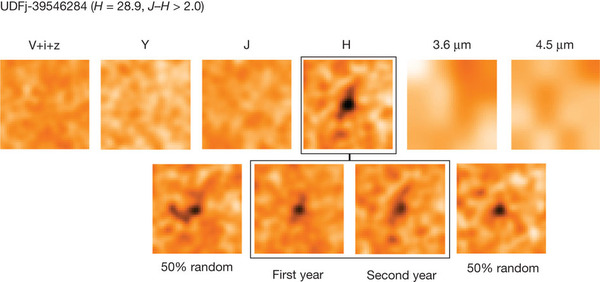 UDFj-39546284 (H = 28.9, J–H > 2.0)
V+i+z Y J H 3.6 μm 4.5 μm
50% random First year Second year 50% random